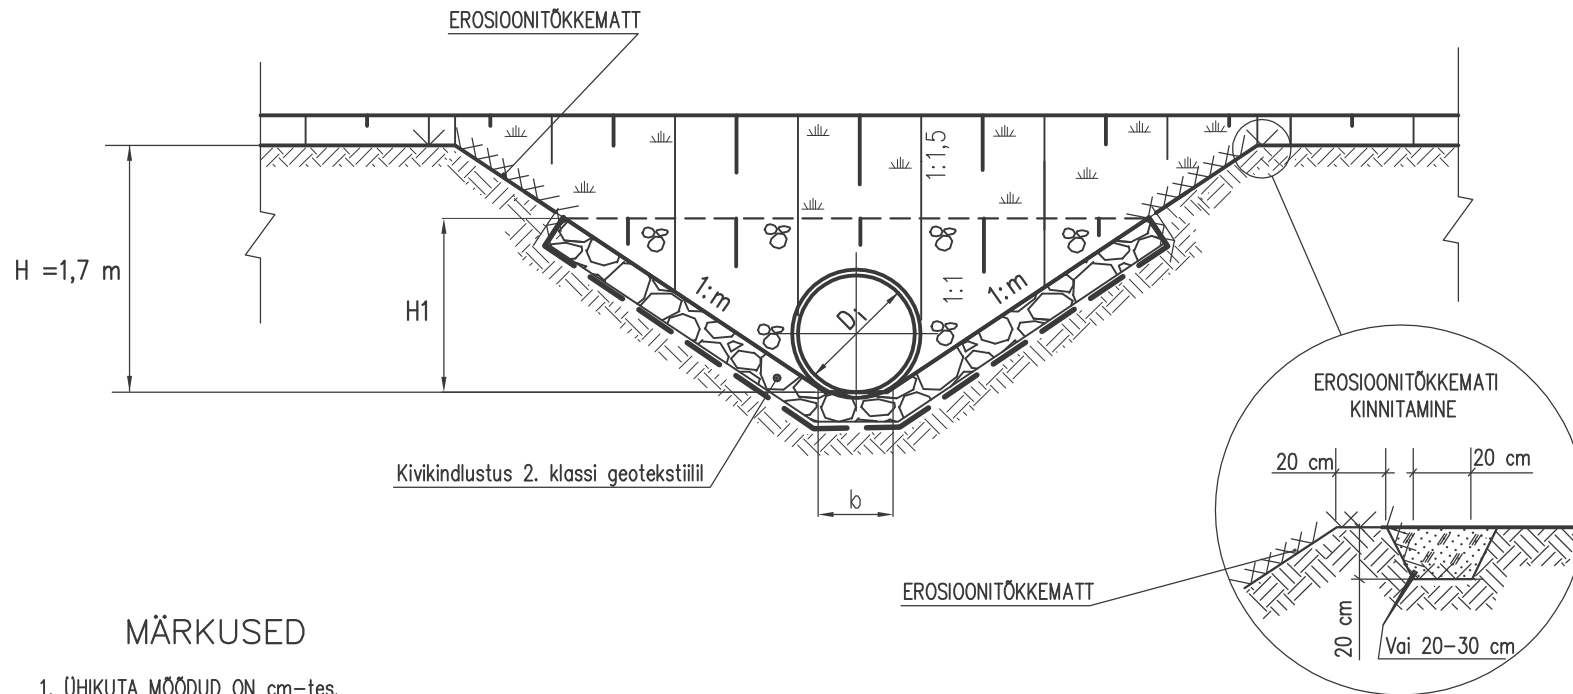 EROSIOONITÕKKEMATT
1:1,5
H =1,7 m
H1
1:m
Di
1:1
1:m
Kivikindlustus 2. klassi geotekstiilil
b
EROSIOONITÕKKEMATI
KINNITAMINE
20 cm
20 cm
EROSIOONITÕKKEMATT
20 cm
Vai 20-30 cm
MÄRKUSED
1. ÜHIKUTA MÕÕDUD ON cm-tes.